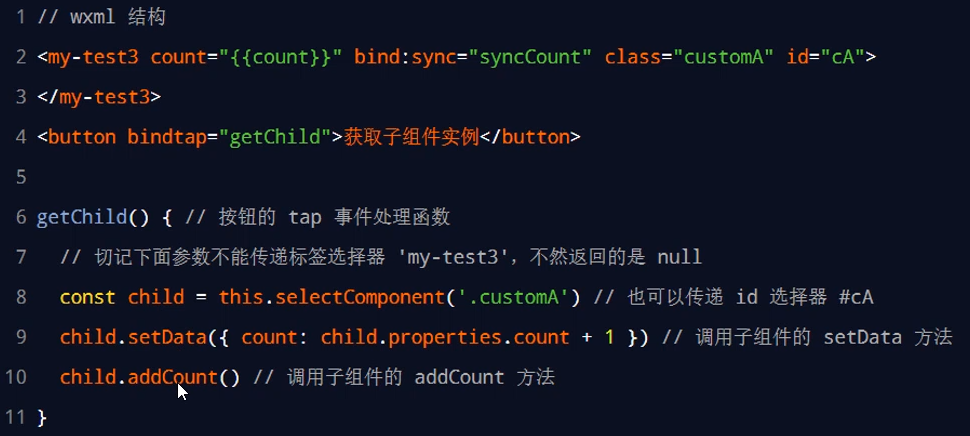 1 // wxml 结构
2 <my-test3 count="{{count}}" bind:sync="syncCount" class="customA" id="cA">
3 </my-test3>
4 <button bindtap="getChild">获取子组件实例</button>
5
6 getChild() { // 按钮的 tap 事件处理函数
7 // 切记下面参数不能传递标签选择器 'my-test3'，不然返回的是 null
8 const child = this.selectComponent('.customA') // 也可以传递 id 选择器 #cA
9 child.setData({ count: child.properties.count + 1 }) // 调用子组件的 setData 方法
10 child.addCount() // 调用子组件的 addCount 方法
11 }